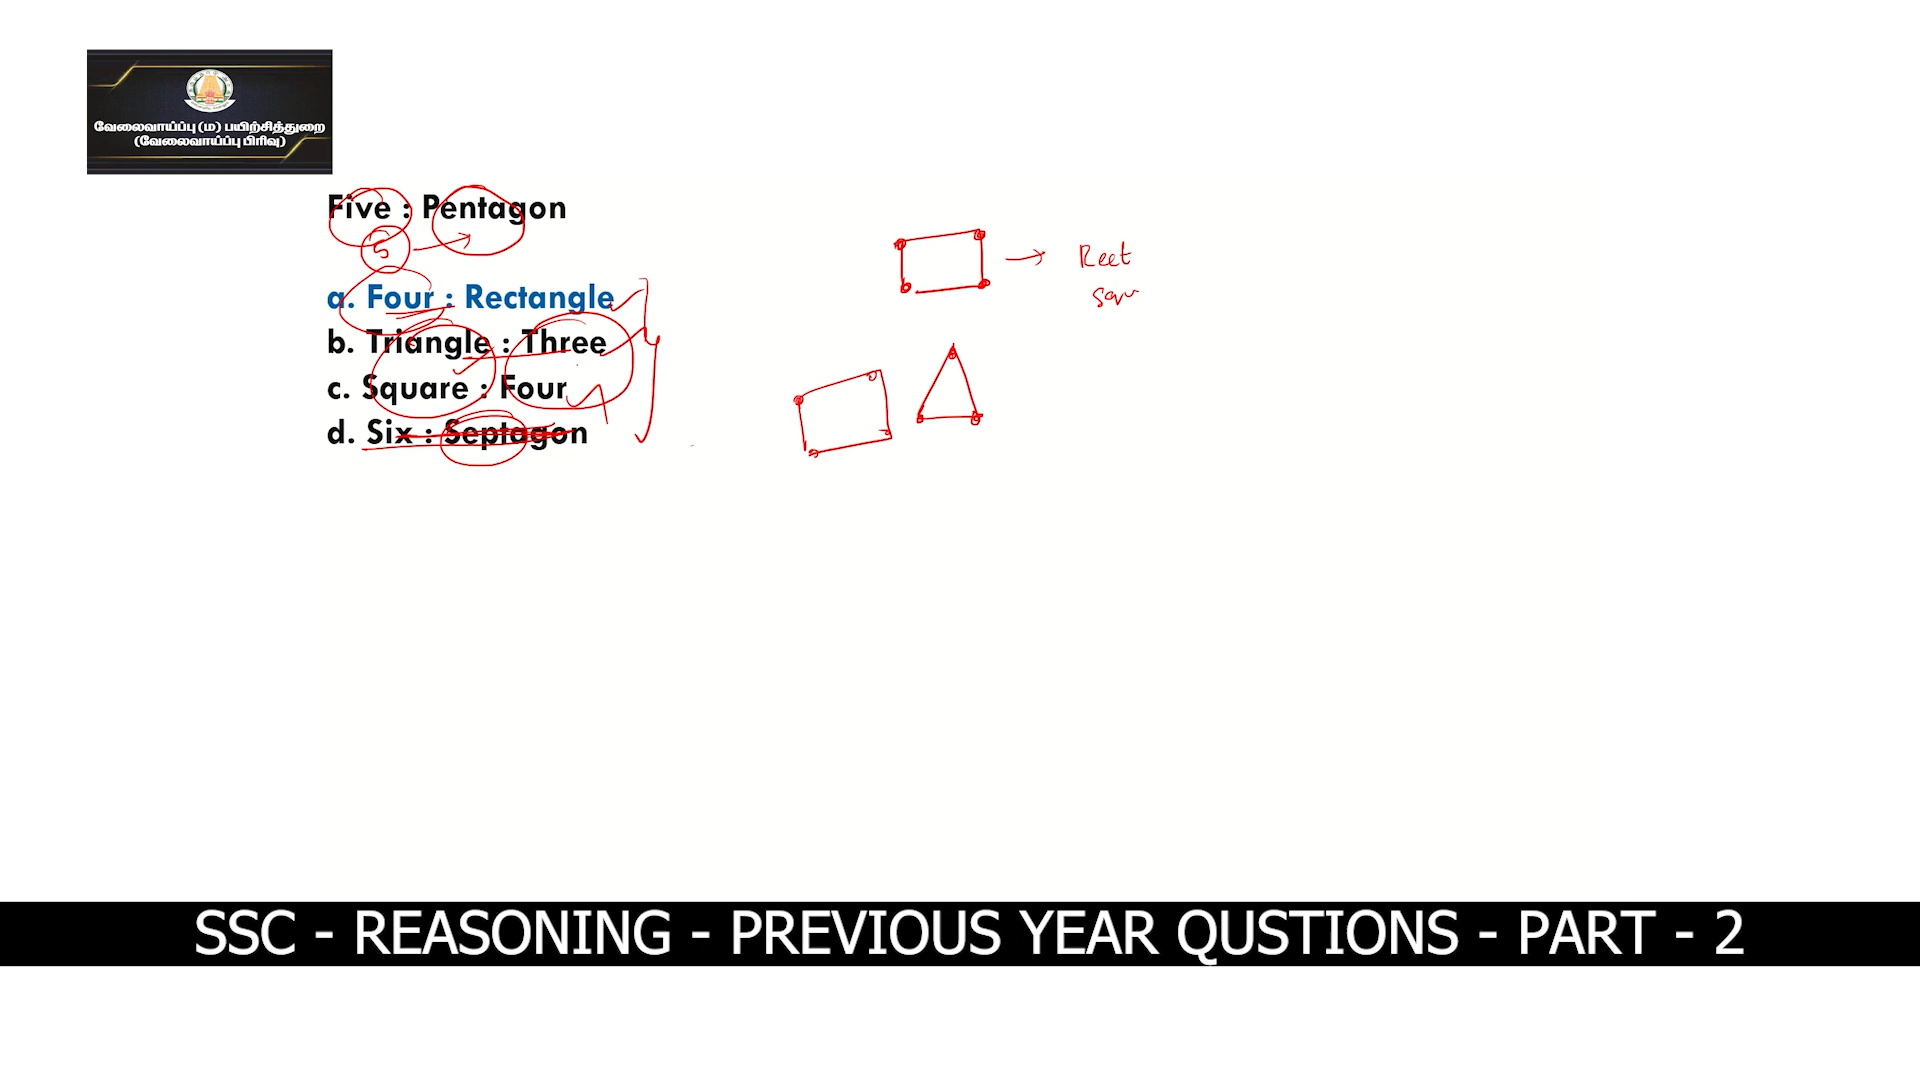 வேலைவாய்ப்பு (ம) பயிற்சித்துறை
(வேலைவாய்ப்பு பிரிவு)
Five : Pentagon
5
a. Four : Rectangle
b. Triangle : Three
c. Square : Four
d. Six : Septagon
Rect
Squ
SSC - REASONING - PREVIOUS YEAR QUSTIONS - PART - 2